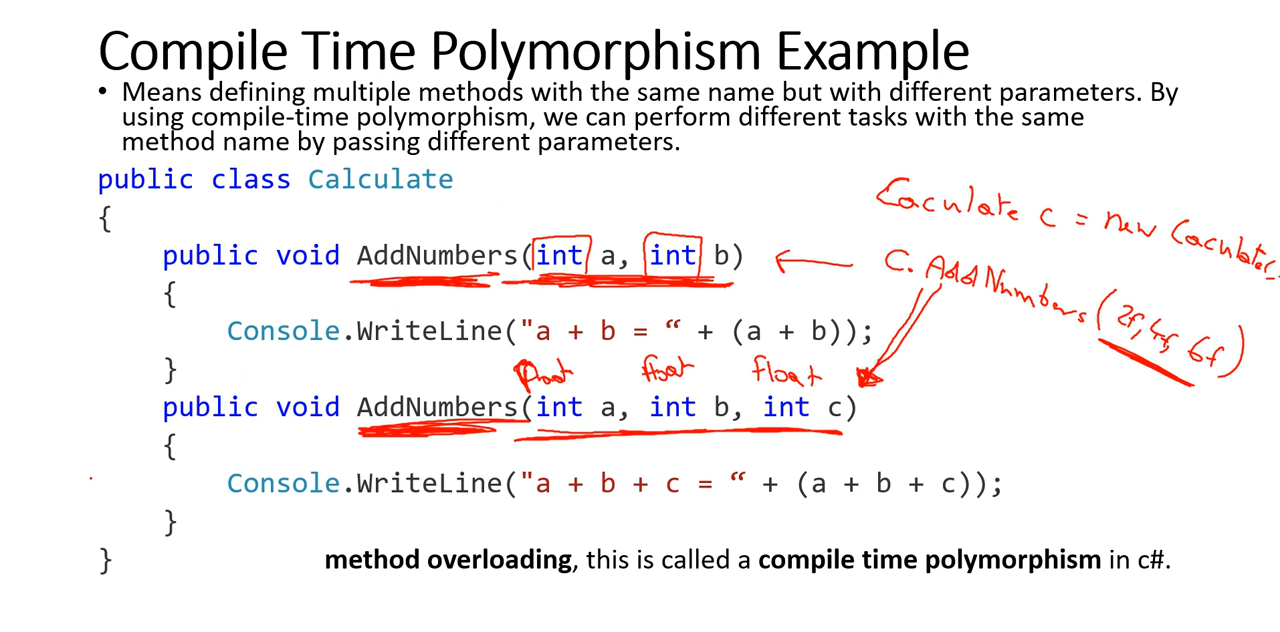 Compile Time Polymorphism Example
• Means defining multiple methods with the same name but with different parameters. By
using compile-time polymorphism, we can perform different tasks with the same
method name by passing different parameters.
public class Calculate
{
Caculate c = new Caculate(
public void AddNumbers(int a, int b)
C. AddNumbers (2f, 4f, 6f)
{
Console.WriteLine("a + b = “ + (a + b));
}
float float float
public void AddNumbers(int a, int b, int c)
{
Console.WriteLine("a + b + c = “ + (a + b + c));
}
}
method overloading, this is called a compile time polymorphism in c#.